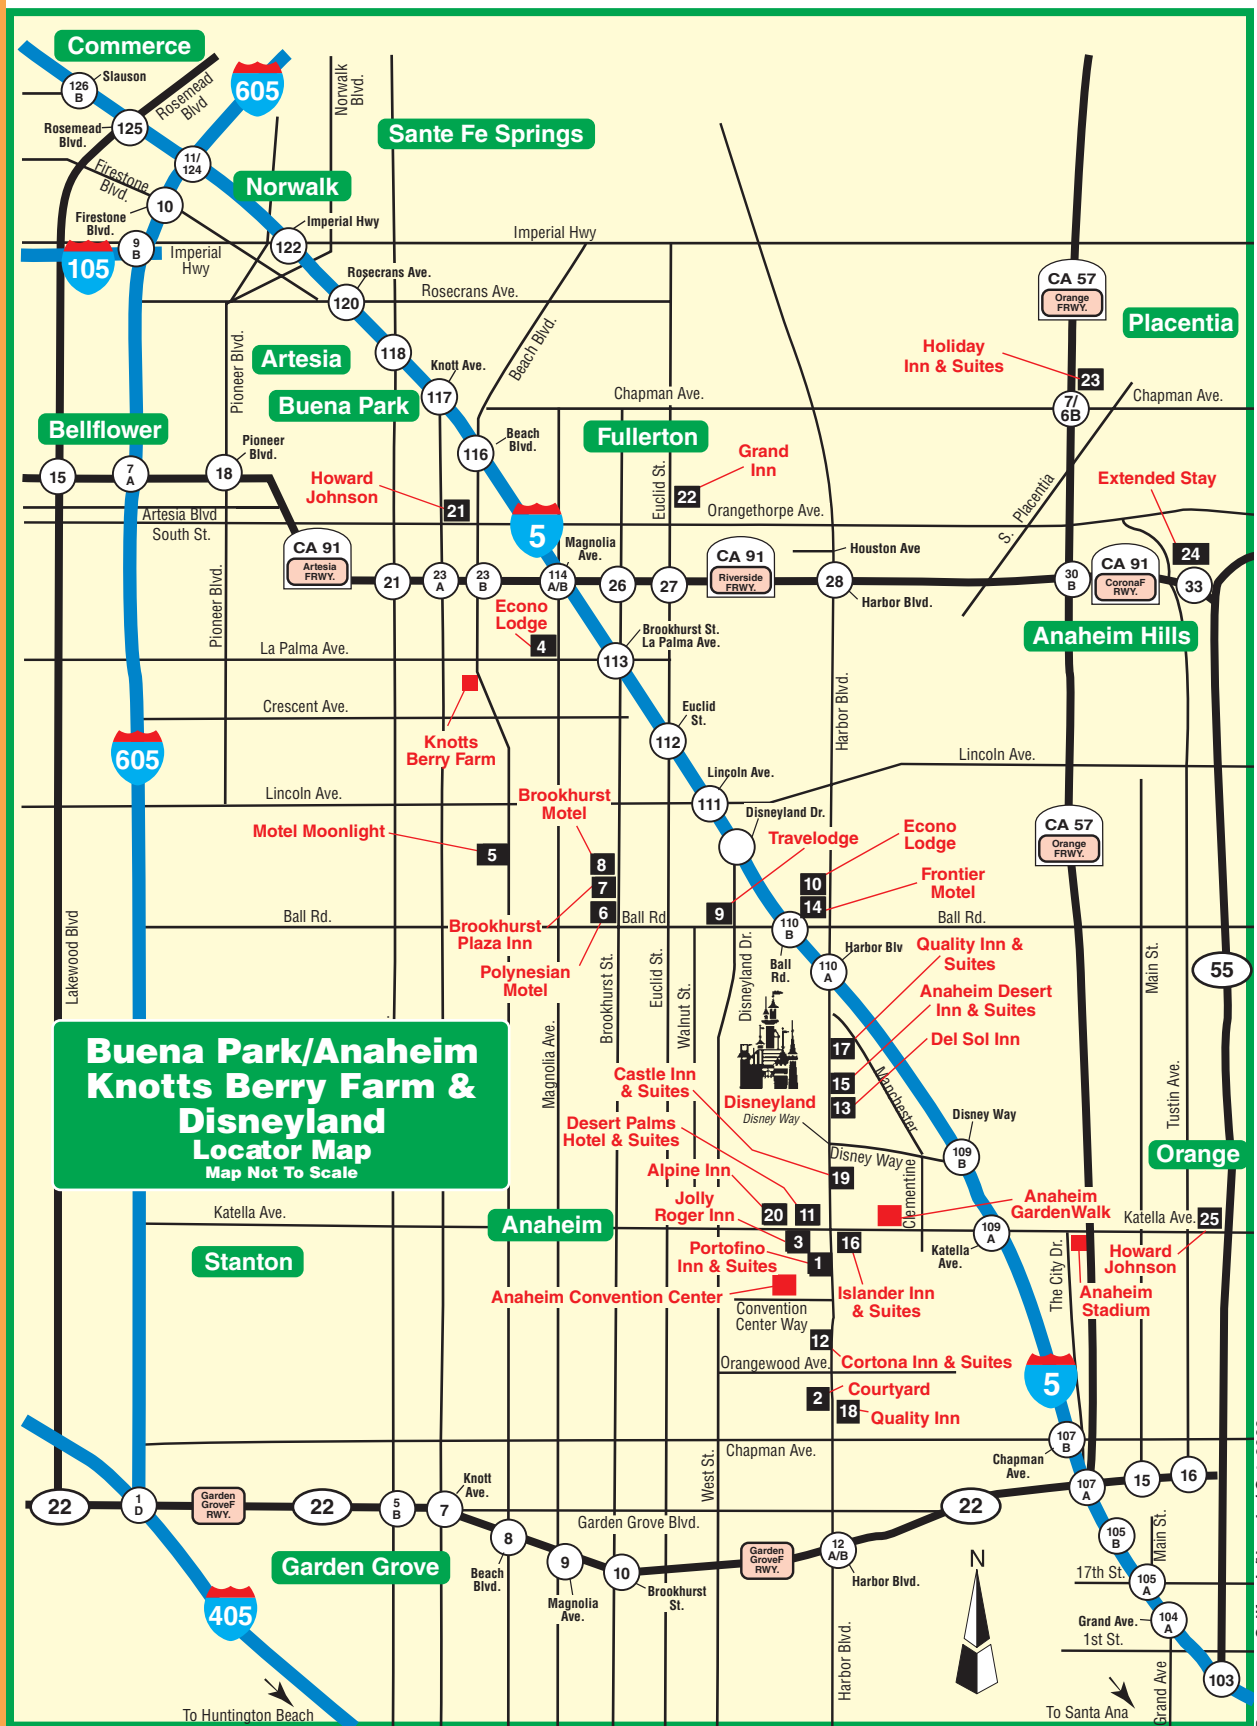 Commerce
126
B
Slauson
Rosemead
Blvd
605
Norwalk
Blvd.
Rosemead
Blvd.
125
Sante Fe Springs
11/
124
Firestone
Blvd.
Norwalk
10
Firestone
Blvd.
Imperial Hwy
9
B
122
Imperial Hwy
Imperial
Hwy
105
CA 57
Orange
FRWY.
Rosecrans Ave.
Rosecrans Ave.
120
Placentia
Pioneer Blvd.
Artesia
118
Beach Blvd.
Holiday
Inn & Suites
Knott Ave.
117
23
Buena Park
Chapman Ave.
Chapman Ave.
7/
6B
Bellflower
Beach
Blvd.
Fullerton
Pioneer
Blvd.
116
Grand
Inn
15
7
A
18
Howard
Johnson
Euclid St.
Extended Stay
22
21
S. Placentia
Artesia Blvd
Orangethorpe Ave.
South St.
5
CA 91
Artesia
FRWY.
Magnolia
Ave.
CA 91
Riverside
FRWY.
Houston Ave
CA 91
CoronaF
RWY.
24
21
23
A
23
B
114
A/B
26
27
28
30
B
33
Harbor Blvd.
Pioneer Blvd.
Econo
Lodge
4
Brookhurst St.
La Palma Ave.
Anaheim Hills
La Palma Ave.
113
Harbor Blvd.
Crescent Ave.
Euclid
St.
112
Knotts
Berry Farm
605
Lincoln Ave.
Lincoln Ave.
Lincoln Ave.
Brookhurst
Motel
111
Disneyland Dr.
CA 57
Orange
FRWY.
Motel Moonlight
5
Travelodge
Econo
Lodge
8
7
10
Frontier
Motel
14
6
9
Lakewood Blvd
Ball Rd.
Brookhurst
Plaza Inn
Ball Rd
110
B
Ball Rd.
Ball
Rd.
Harbor Blv
110
A
Quality Inn &
Suites
Polynesian
Motel
Brookhurst St.
Euclid St.
Walnut St.
Disneyland Dr.
Main St.
55
Anaheim Desert
Inn & Suites
Buena Park/Anaheim
Knotts Berry Farm &
Disneyland
Locator Map
Map Not To Scale
Magnolia Ave.
17
Del Sol Inn
15
Castle Inn
& Suites
13
Manchester
Disneyland
Disney Way
Tustin Ave.
Disney Way
Desert Palms
Hotel & Suites
Disney Way
109
B
Orange
Alpine Inn
19
Clementine
Jolly
Roger Inn
20
11
Anaheim
GardenWalk
Katella Ave.
Anaheim
Katella Ave.
25
3
16
109
A
Katella
Ave.
Stanton
Portofino
Inn & Suites
1
The City Dr.
Howard
Johnson
Anaheim Convention Center
Islander Inn
& Suites
Anaheim
Stadium
Convention
Center Way
12
Orangewood Ave.
Cortona Inn & Suites
5
2
Courtyard
18
Quality Inn
107
B
Chapman Ave.
Chapman
Ave.
West St.
Knott
Ave.
107
A
15
16
22
1
D
Garden
GroveF
RWY.
22
5
B
7
22
Garden Grove Blvd.
8
105
B
Main St.
Garden Grove
9
10
Garden
GroveF
RWY.
12
A/B
N
Beach
Blvd.
Harbor Blvd.
17th St.
105
A
Magnolia
Ave.
Brookhurst
St.
405
Grand Ave.
104
A
1st St.
Harbor Blvd.
Grand Ave
103
To Huntington Beach
To Santa Ana